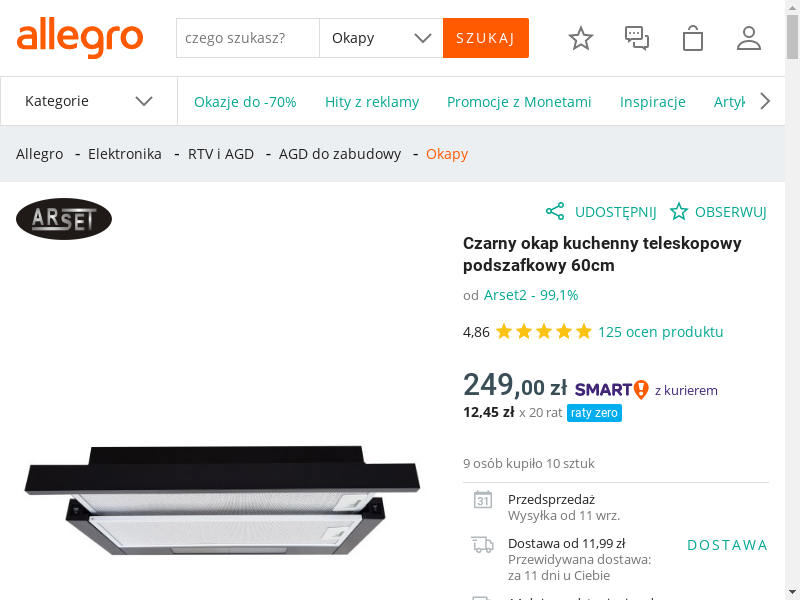 allegro
czego szukasz?
Okapy
SZUKAJ
Kategorie
Okazje do -70%
Hity z reklamy
Promocje z Monetami
Inspiracje
Artyk
Allegro - Elektronika - RTV i AGD - AGD do zabudowy - Okapy
ARSET
UDOSTĘPNIJ
OBSERWUJ
Czarny okap kuchenny teleskopowy
podszafkowy 60cm
od Arset2 - 99,1%
4,86 125 ocen produktu
249,00 zł SMART! z kurierem
12,45 zł x 20 rat raty zero
9 osób kupiło 10 sztuk
31
Przedsprzedaż
Wysyłka od 11 wrz.
Dostawa od 11,99 zł
DOSTAWA
Przewidywana dostawa:
za 11 dni u Ciebie